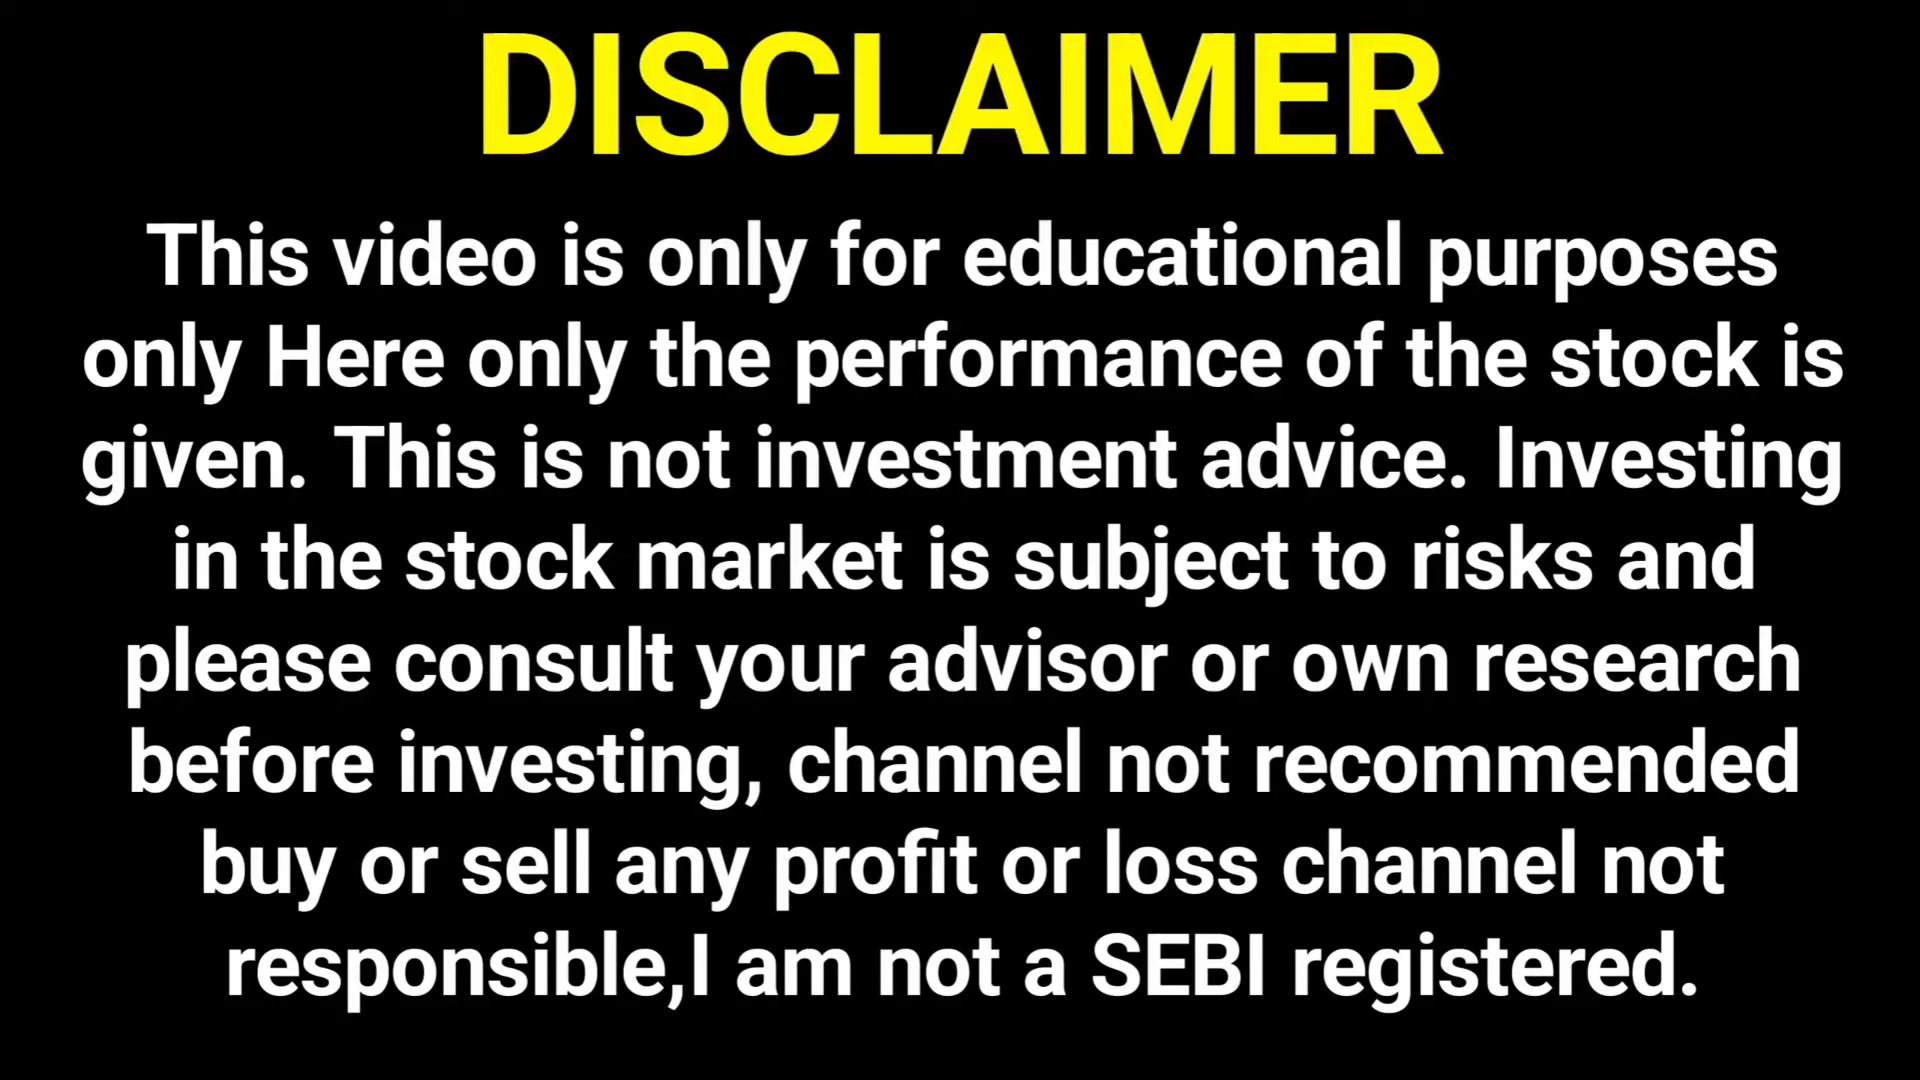 DISCLAIMER
This video is only for educational purposes
only Here only the performance of the stock is
given. This is not investment advice. Investing
in the stock market is subject to risks and
please consult your advisor or own research
before investing, channel not recommended
buy or sell any profit or loss channel not
responsible,I am not a SEBI registered.